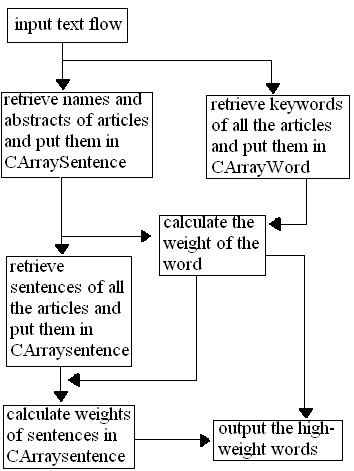 input text flow
retrieve names and
abstracts of articles
and put them in
CArraySentence
retrieve keywords
of all the articles
and put them in
CArrayWord
calculate the
weight of the
word
retrieve
sentences of all
the articles and
put them in
CArraysentence
calculate weights
of sentences in
CArraysentence
output the high-
weight words